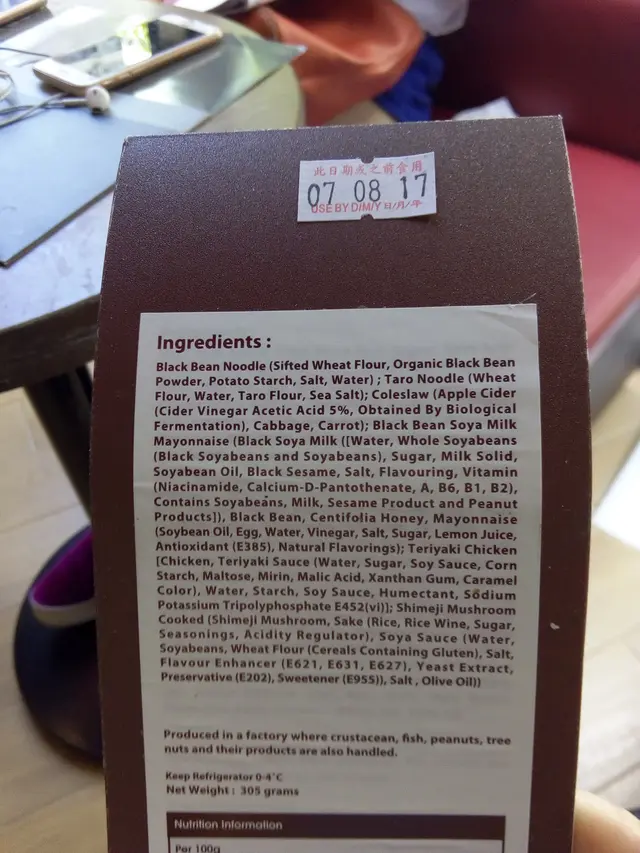 此日期或之前食用
07 08 17
USE BY D/M/Y 日/月/年
Ingredients :
Black Bean Noodle (Sifted Wheat Flour, Organic Black Bean
Powder, Potato Starch, Salt, Water) ; Taro Noodle (Wheat
Flour, Water, Taro Flour, Sea Salt); Coleslaw (Apple Cider
(Cider Vinegar Acetic Acid 5%, Obtained By Biological
Fermentation), Cabbage, Carrot); Black Bean Soya Milk
Mayonnaise (Black Soya Milk ([Water, Whole Soyabeans
(Black Soyabeans and Soyabeans), Sugar, Milk Solid,
Soyabean Oil, Black Sesame, Salt, Flavouring, Vitamin
(Niacinamide, Calcium-D-Pantothenate, A, B6, B1, B2),
Contains Soyabeans, Milk, Sesame Product and Peanut
Products]), Black Bean, Centifolia Honey, Mayonnaise
(Soybean Oil, Egg, Water, Vinegar, Salt, Sugar, Lemon Juice,
Antioxidant (E385), Natural Flavorings); Teriyaki Chicken
[Chicken, Teriyaki Sauce (Water, Sugar, Soy Sauce, Corn
Starch, Maltose, Mirin, Malic Acid, Xanthan Gum, Caramel
Color), Water, Starch, Soy Sauce, Humectant, Sodium
Potassium Tripolyphosphate E452(vi)]; Shimeji Mushroom
Cooked (Shimeji Mushroom, Sake (Rice, Rice Wine, Sugar,
Seasonings, Acidity Regulator), Soya Sauce (Water,
Soyabeans, Wheat Flour (Cereals Containing Gluten), Salt,
Flavour Enhancer (E621, E631, E627), Yeast Extract,
Preservative (E202), Sweetener (E955)), Salt , Olive Oil))
Produced in a factory where crustacean, fish, peanuts, tree
nuts and their products are also handled.
Keep Refrigerator 0-4°C
Net Weight : 305 grams
Nutrition Information
Per 100g